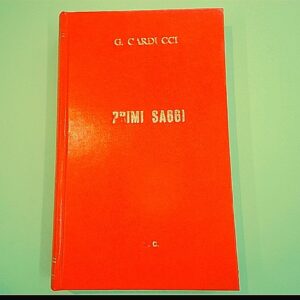 G. CARDUCCI
PRIMI SAGGI
. C.